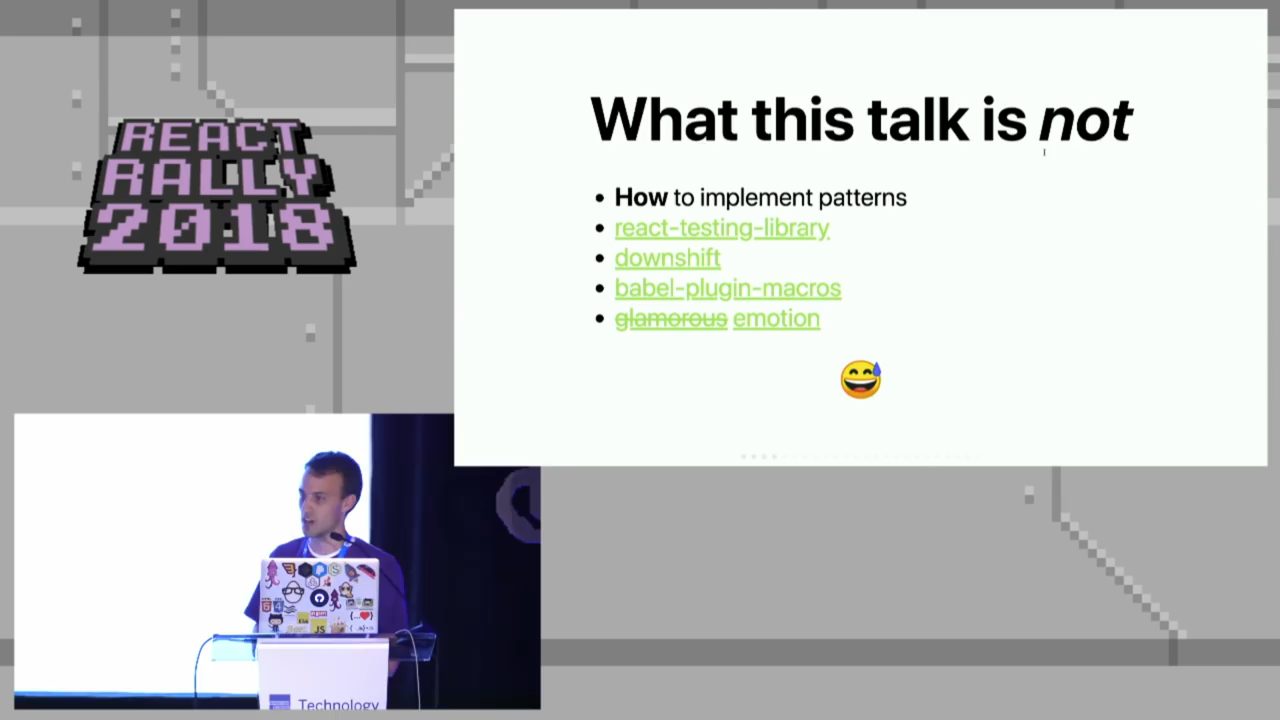 REACT
RALLY
2018
What this talk is not
How to implement patterns
react-testing-library
downshift
babel-plugin-macros
glamorous emotion
JS
Technology